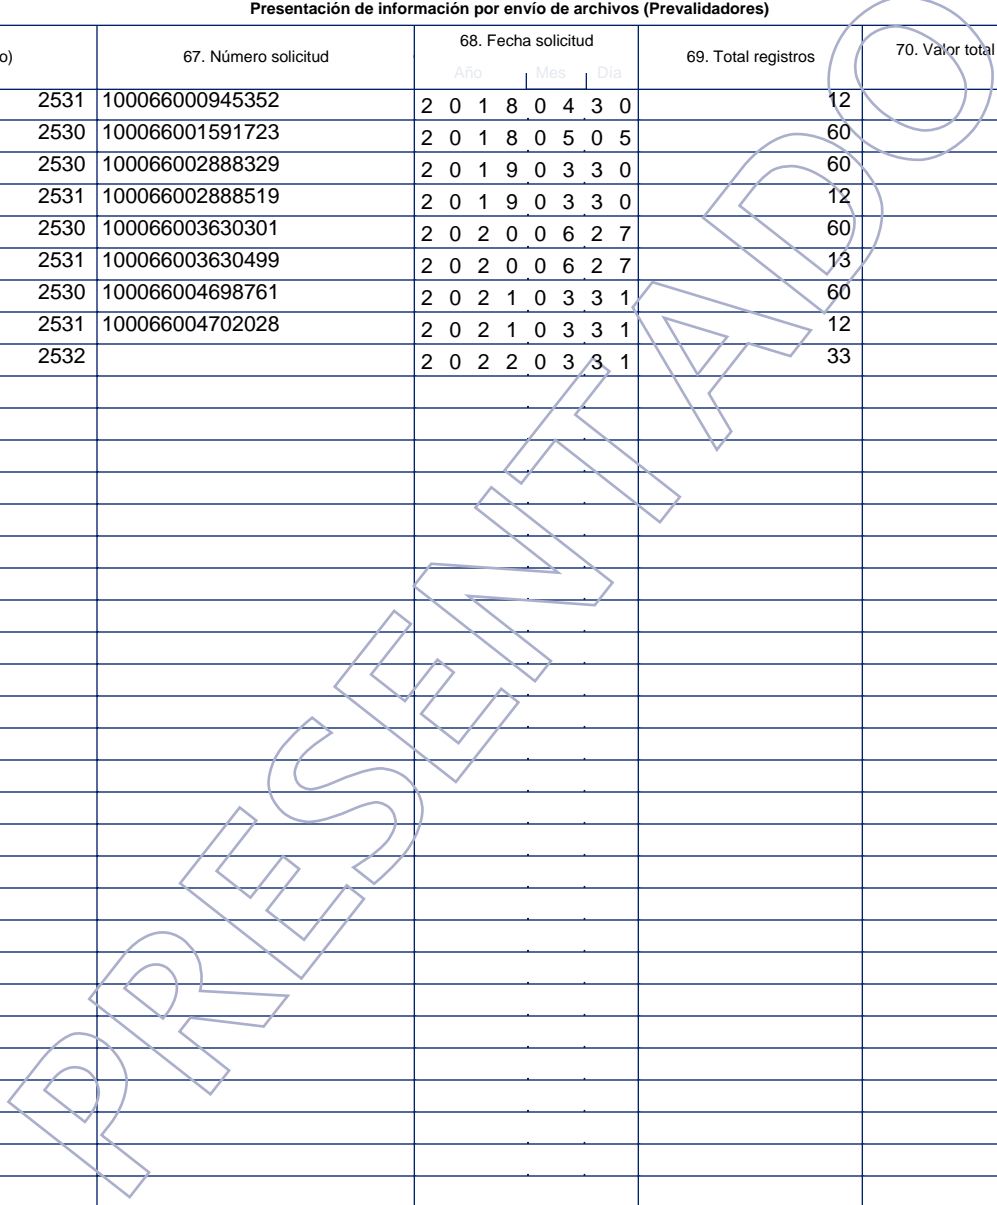 Presentación de información por envío de archivos (Prevalidadores)
o) 67. Número solicitud 68. Fecha solicitud 69. Total registros 70. Valor total
Año Mes Día
2531 100066000945352 2 0 1 8 0 4 3 0 12
2530 100066001591723 2 0 1 8 0 5 0 5 60
2530 100066002888329 2 0 1 9 0 3 3 0 60
2531 100066002888519 2 0 1 9 0 3 3 0 12
2530 100066003630301 2 0 2 0 0 6 2 7 60
2531 100066003630499 2 0 2 0 0 6 2 7 13
2530 100066004698761 2 0 2 1 0 3 3 1 60
2531 100066004702028 2 0 2 1 0 3 3 1 12
2532 2 0 2 2 0 3 3 1 33
PRESENTADO